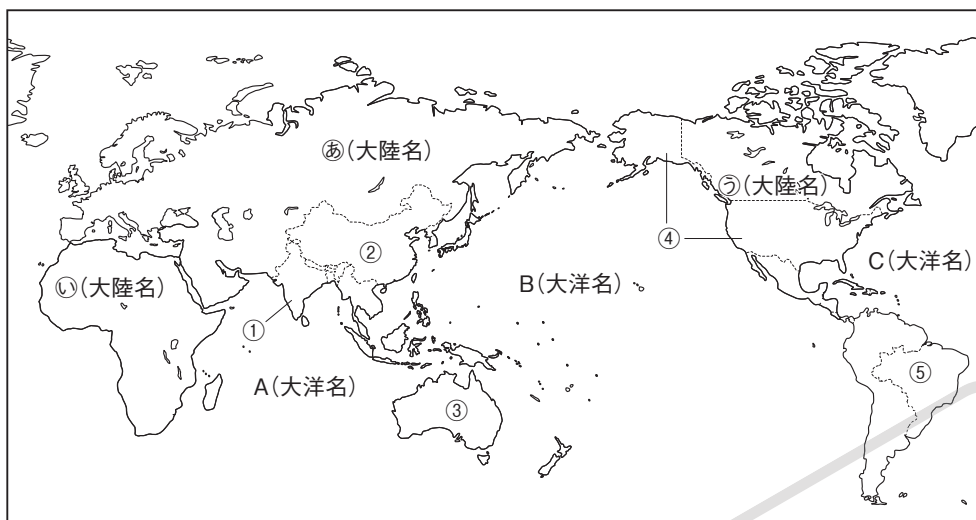 あ(大陸名)
う(大陸名)
④
②
C(大洋名)
B(大洋名)
い(大陸名)
①
A(大洋名)
⑤
③